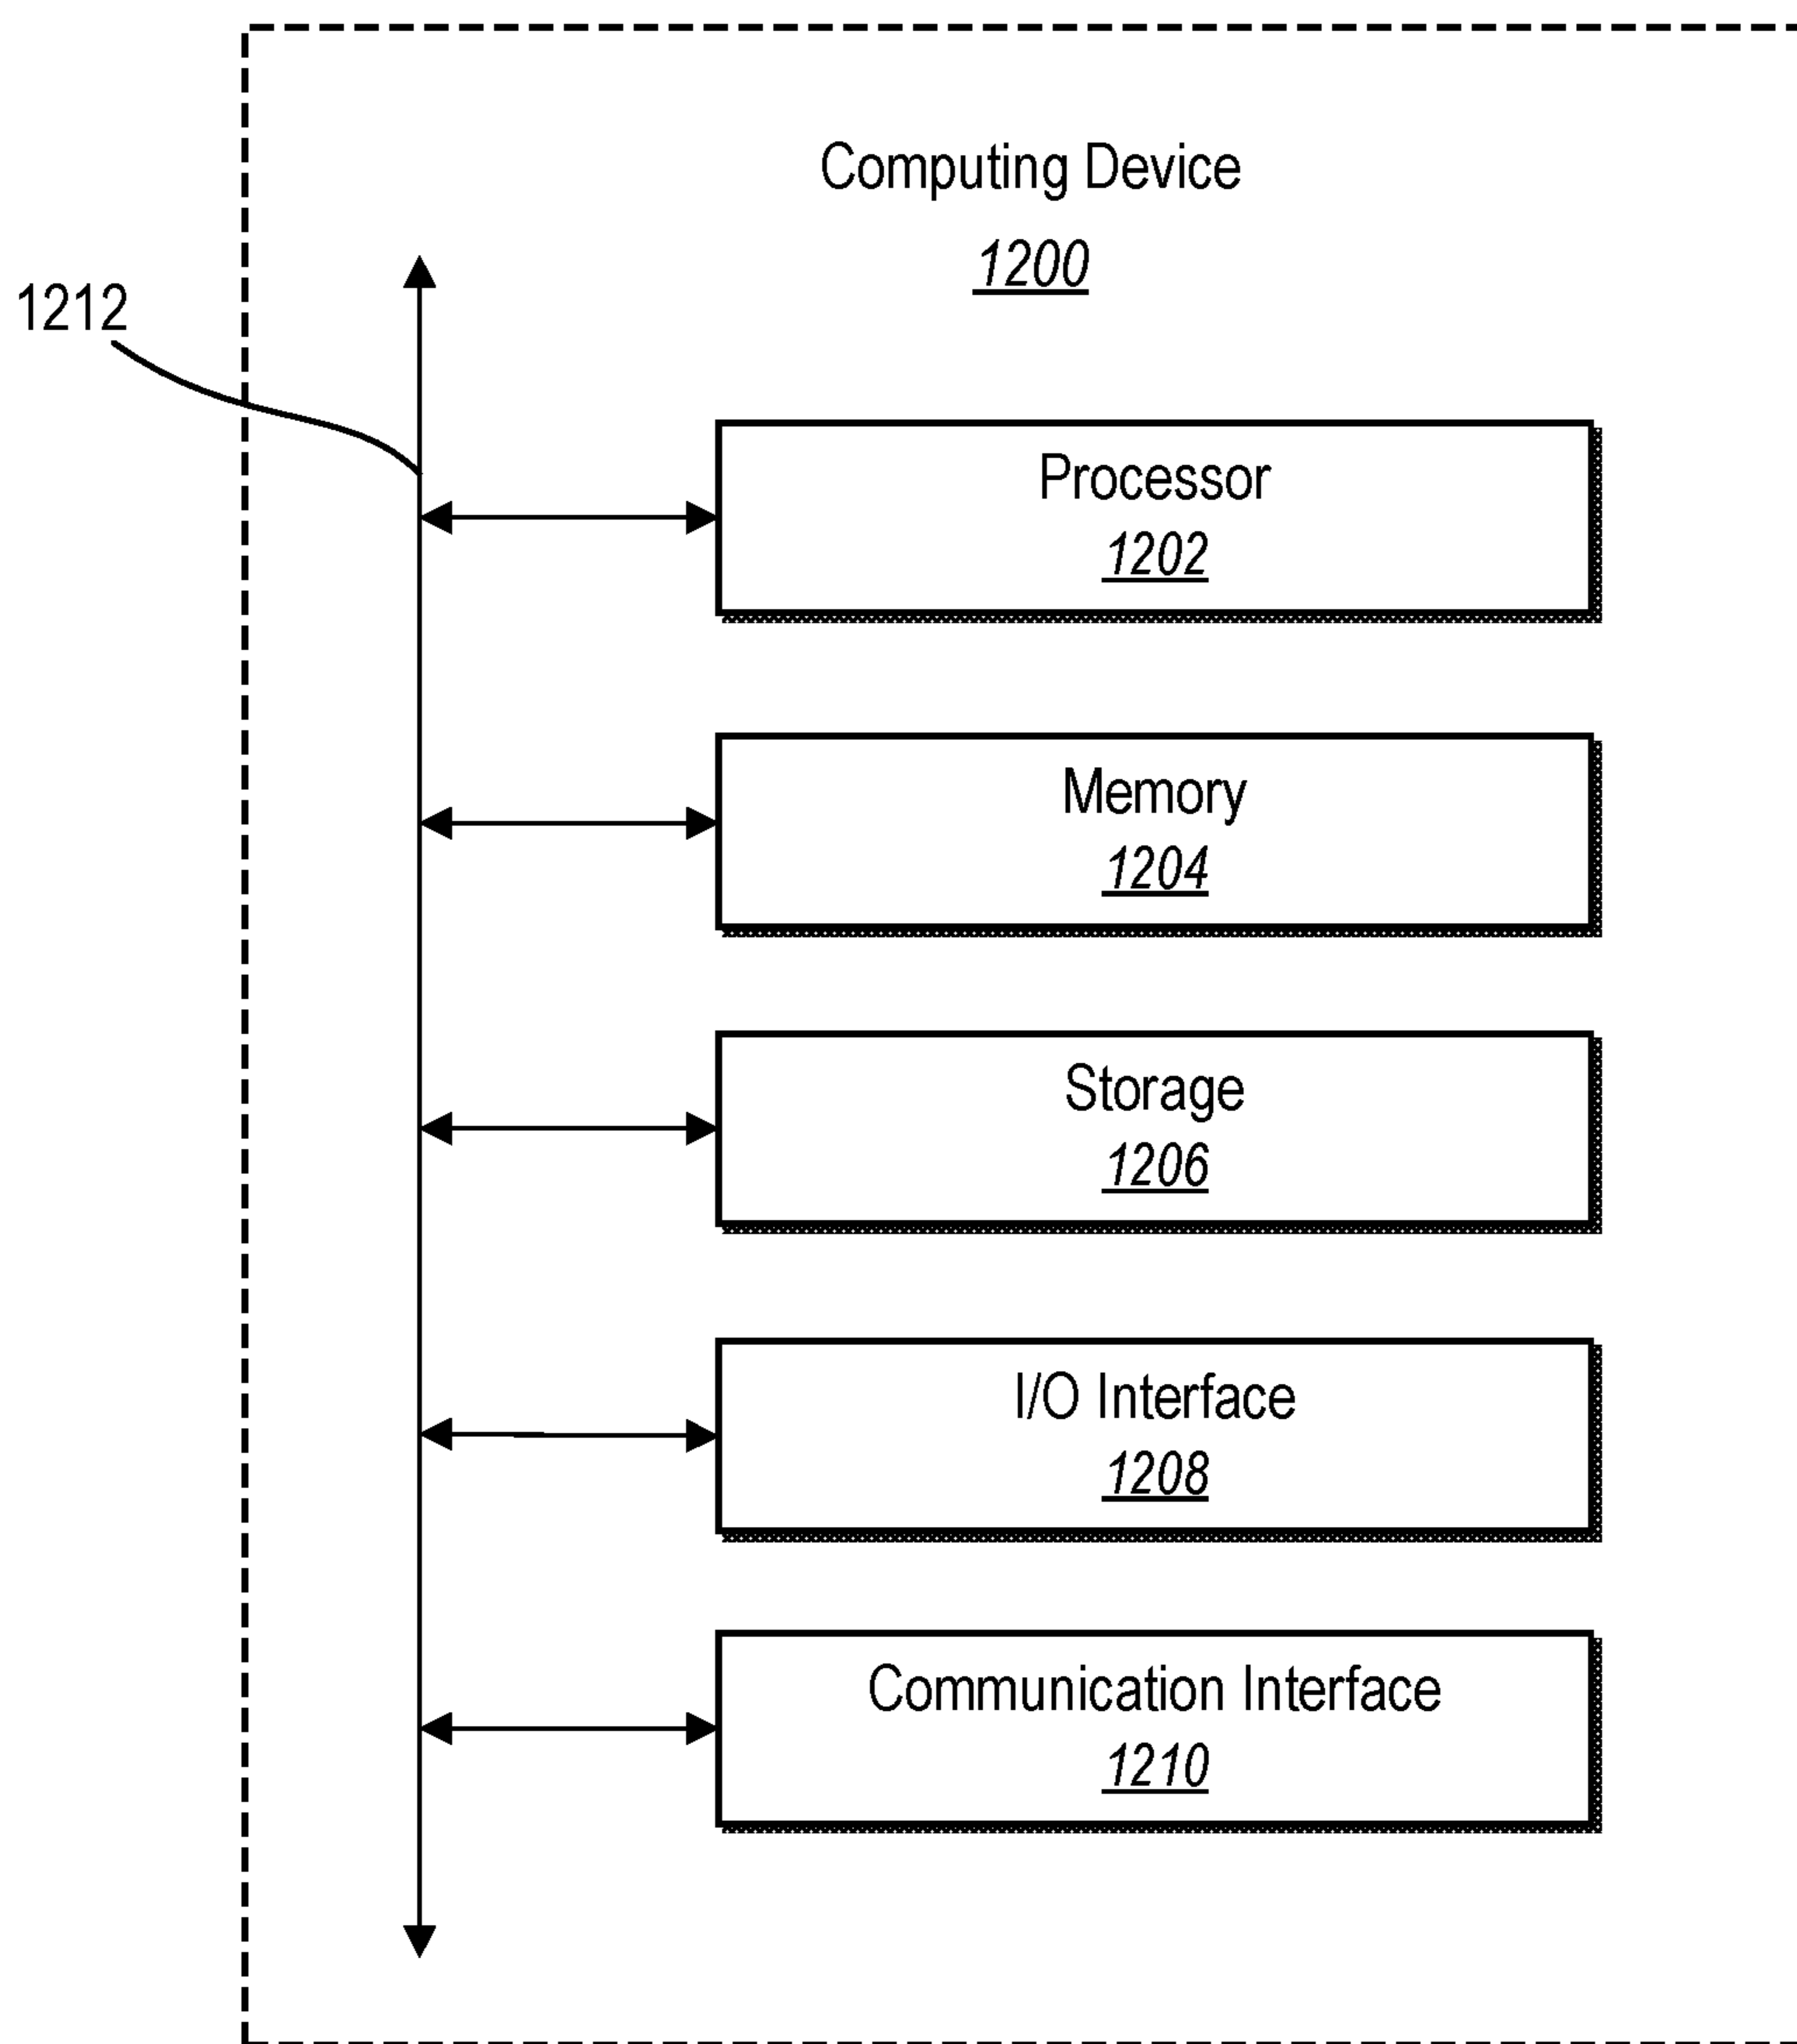 Computing Device
1200
1212
Processor
1202
Memory
1204
Storage
1206
I/O Interface
1208
Communication Interface
1210